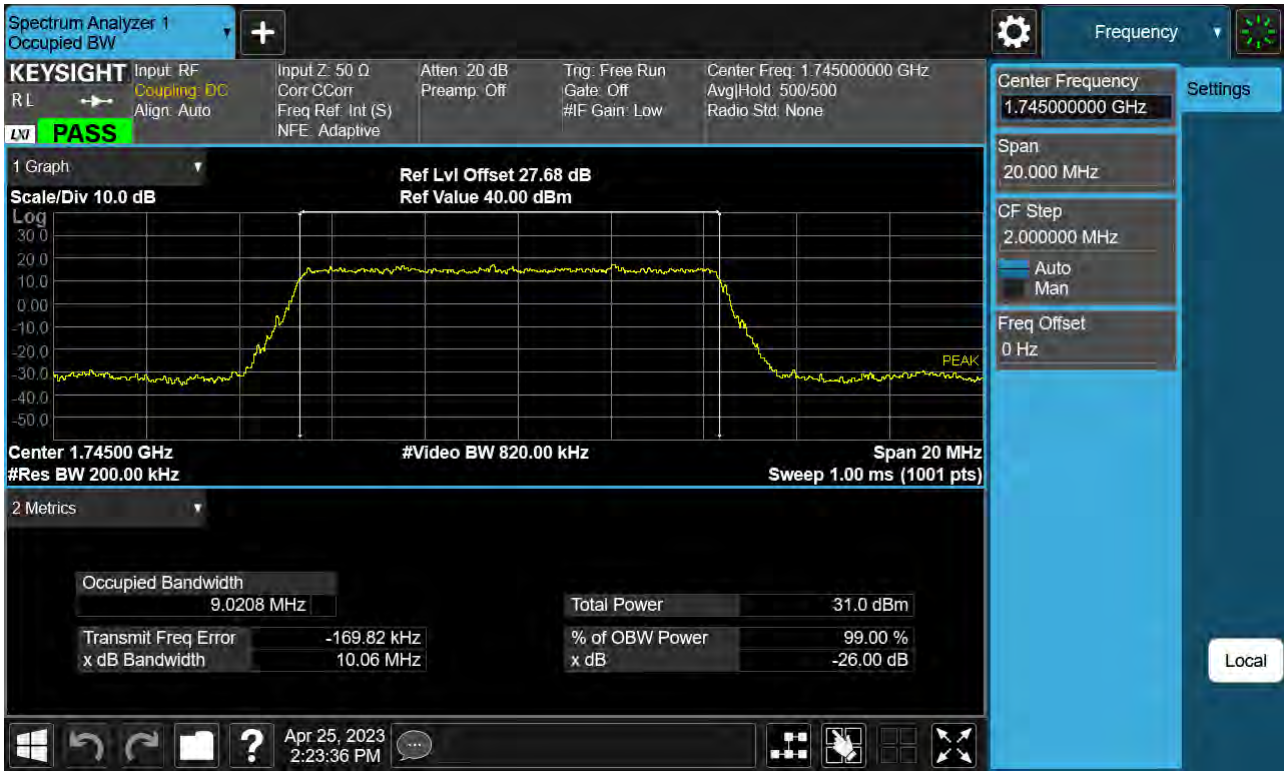 Spectrum Analyzer 1
Occupied BW
+
Frequency
KEYSIGHT
RL
LXI
PASS
Input: RF
Coupling: DC
Align: Auto
Input Z: 50 Ω
Corr CCorr
Freq Ref: Int (S)
NFE: Adaptive
Atten: 20 dB
Preamp: Off
Trig: Free Run
Gate: Off
#IF Gain: Low
Center Freq: 1.745000000 GHz
Avg|Hold: 500/500
Radio Std: None
Center Frequency
1.745000000 GHz
Settings
Span
20.000 MHz
CF Step
2.000000 MHz
Auto
Man
Freq Offset
0 Hz
Local
1 Graph
Scale/Div 10.0 dB
Ref Lvl Offset 27.68 dB
Ref Value 40.00 dBm
Log
30.0
20.0
10.0
0.00
-10.0
-20.0
-30.0
-40.0
-50.0
PEAK
Center 1.74500 GHz
#Video BW 820.00 kHz
Span 20 MHz
#Res BW 200.00 kHz
Sweep 1.00 ms (1001 pts)
2 Metrics
Occupied Bandwidth
9.0208 MHz
Total Power 31.0 dBm
Transmit Freq Error -169.82 kHz
% of OBW Power 99.00 %
x dB Bandwidth 10.06 MHz
x dB -26.00 dB
?
Apr 25, 2023
2:23:36 PM